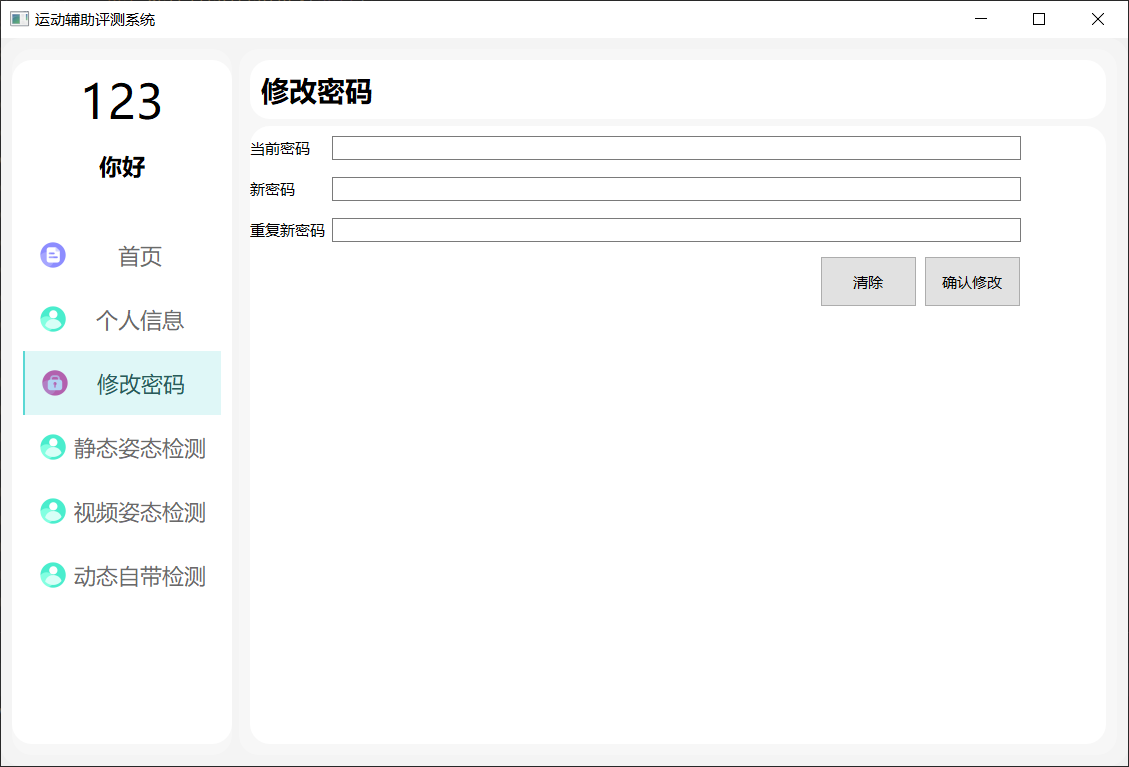 运动辅助评测系统
123
你好
首页
个人信息
修改密码
静态姿态检测
视频姿态检测
动态自带检测
修改密码
当前密码
新密码
重复新密码
清除 确认修改